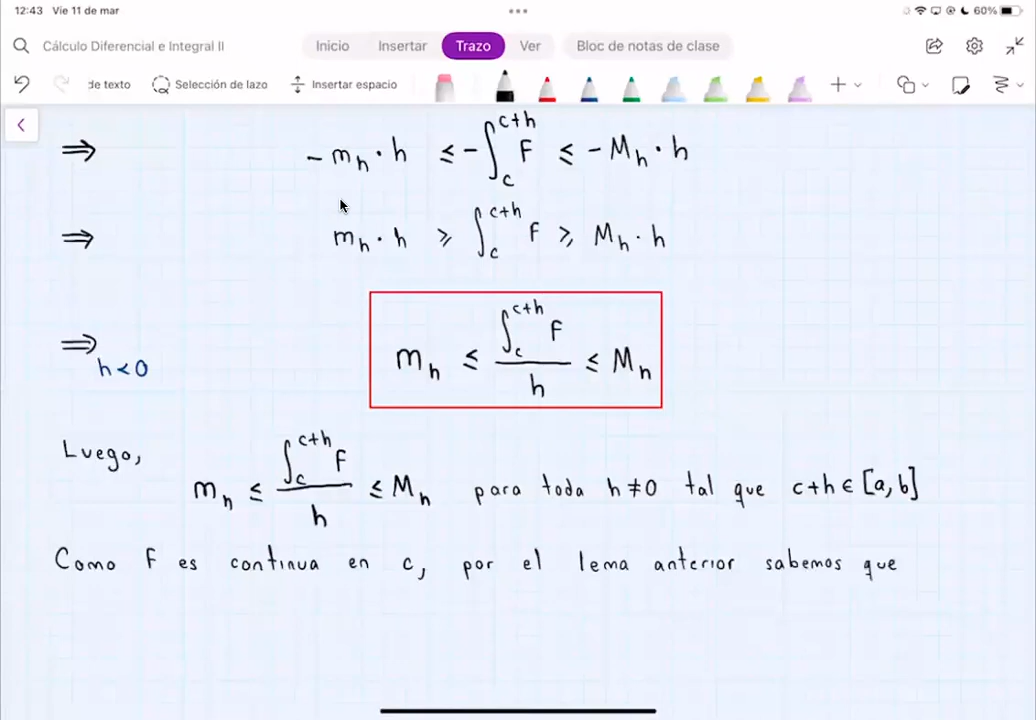 12:43 Vie 11 de mar 60%
Cálculo Diferencial e Integral II Inicio Insertar Trazo Ver Bloc de notas de clase
de texto Selección de lazo Insertar espacio
⇒ -m_h · h ≤ -∫_c^{c+h} F ≤ -M_h · h
⇒ m_h · h ≥ ∫_c^{c+h} F ≥ M_h · h
⇒ h<0 m_h ≤ \frac{∫_c^{c+h} F}{h} ≤ M_h
Luego,
m_h ≤ \frac{∫_c^{c+h} F}{h} ≤ M_h para toda h ≠ 0 tal que c+h ∈ [a, b]
Como F es continua en c, por el lema anterior sabemos que